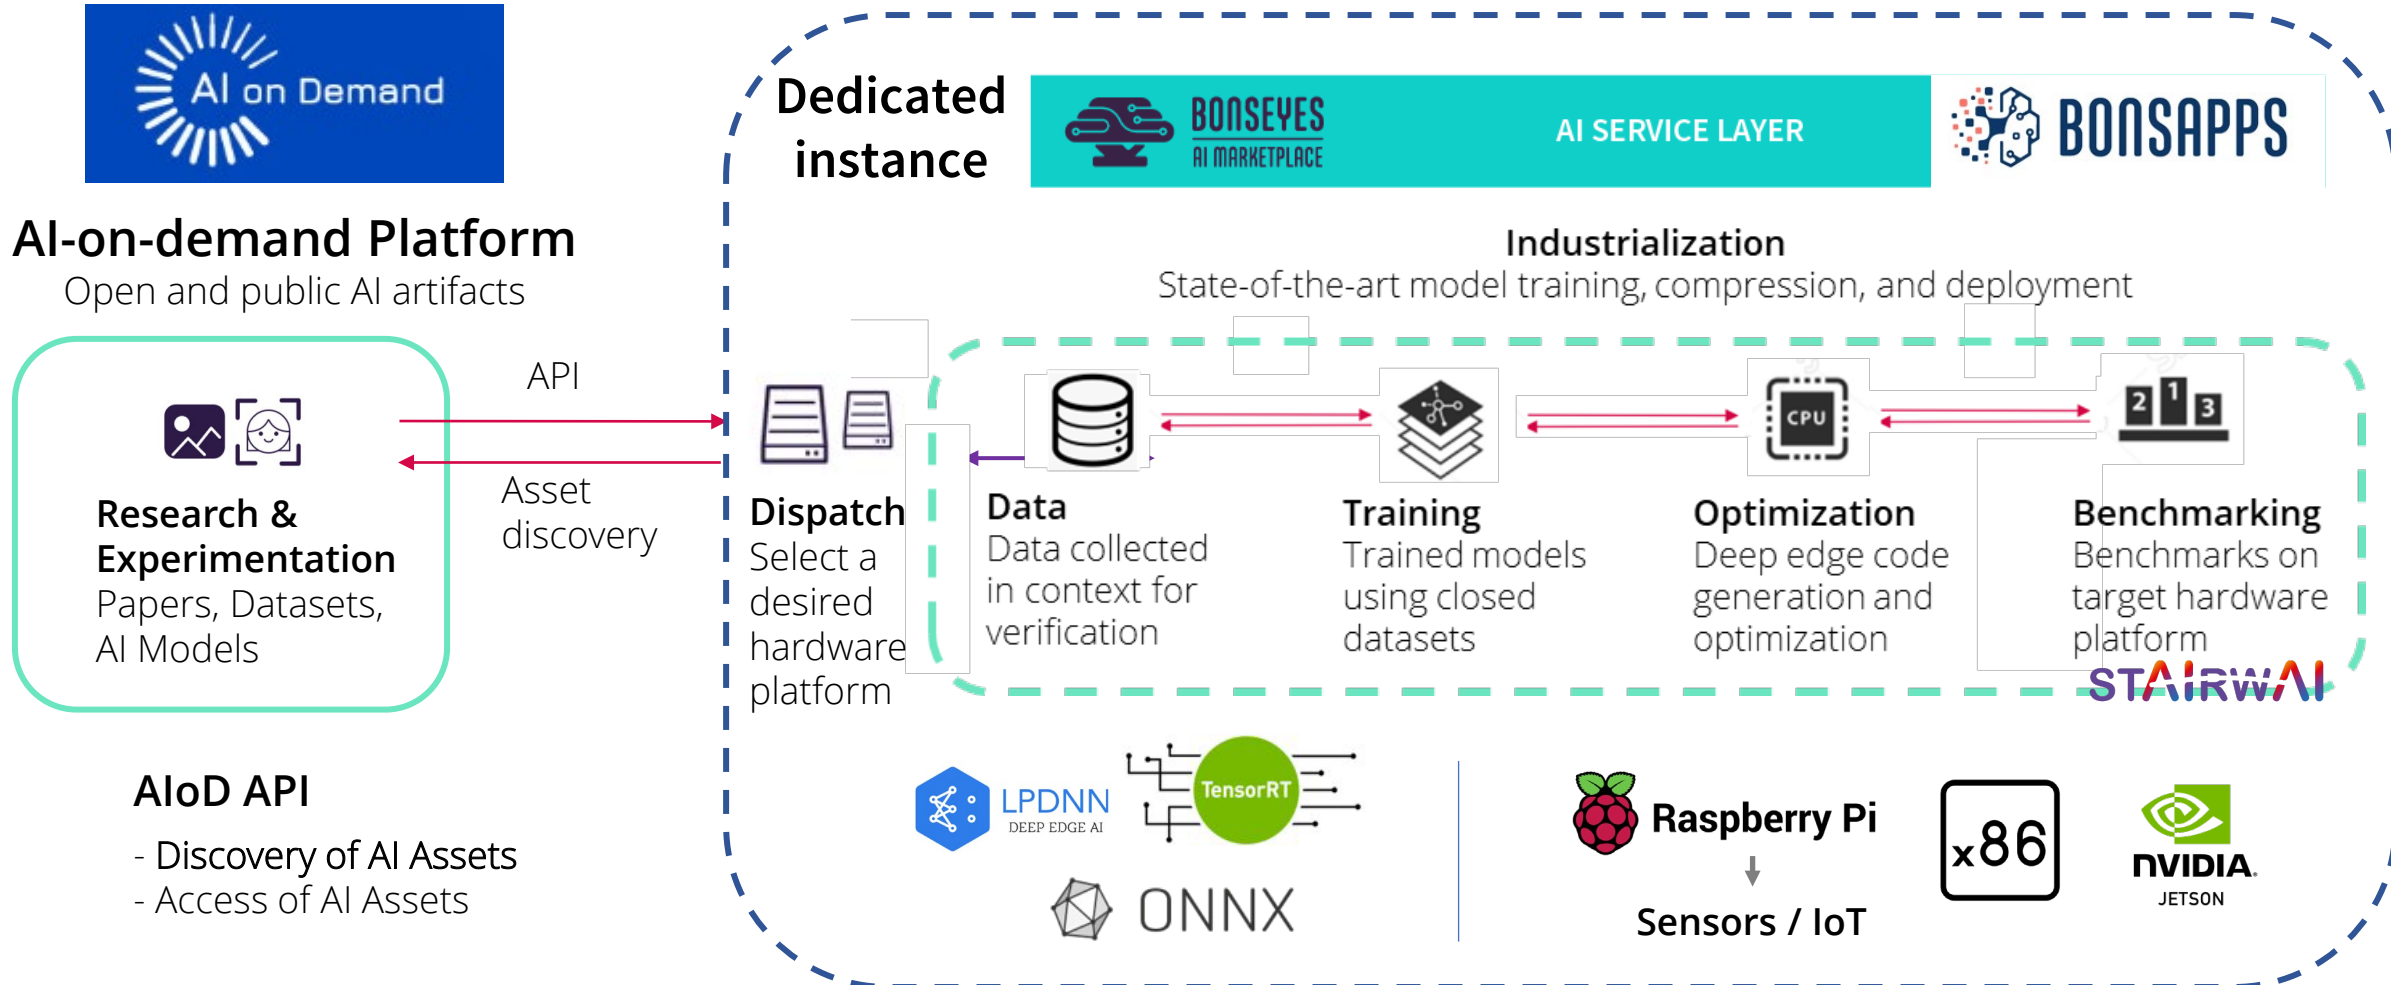 AI on Demand
AI-on-demand Platform
Open and public AI artifacts
Research &
Experimentation
Papers, Datasets,
AI Models
API
Asset
discovery
AIoD API
- Discovery of AI Assets
- Access of AI Assets
Dedicated
instance
BONSEYES
AI MARKETPLACE
AI SERVICE LAYER
BONSAPPS
Industrialization
State-of-the-art model training, compression, and deployment
Dispatch
Select a
desired
hardware
platform
Data
Data collected
in context for
verification
Training
Trained models
using closed
datasets
CPU
Optimization
Deep edge code
generation and
optimization
2 1 3
Benchmarking
Benchmarks on
target hardware
platform
STAIRWAI
LPDNN
DEEP EDGE AI
TensorRT
ONNX
Raspberry Pi
Sensors / IoT
x86
NVIDIA.
JETSON